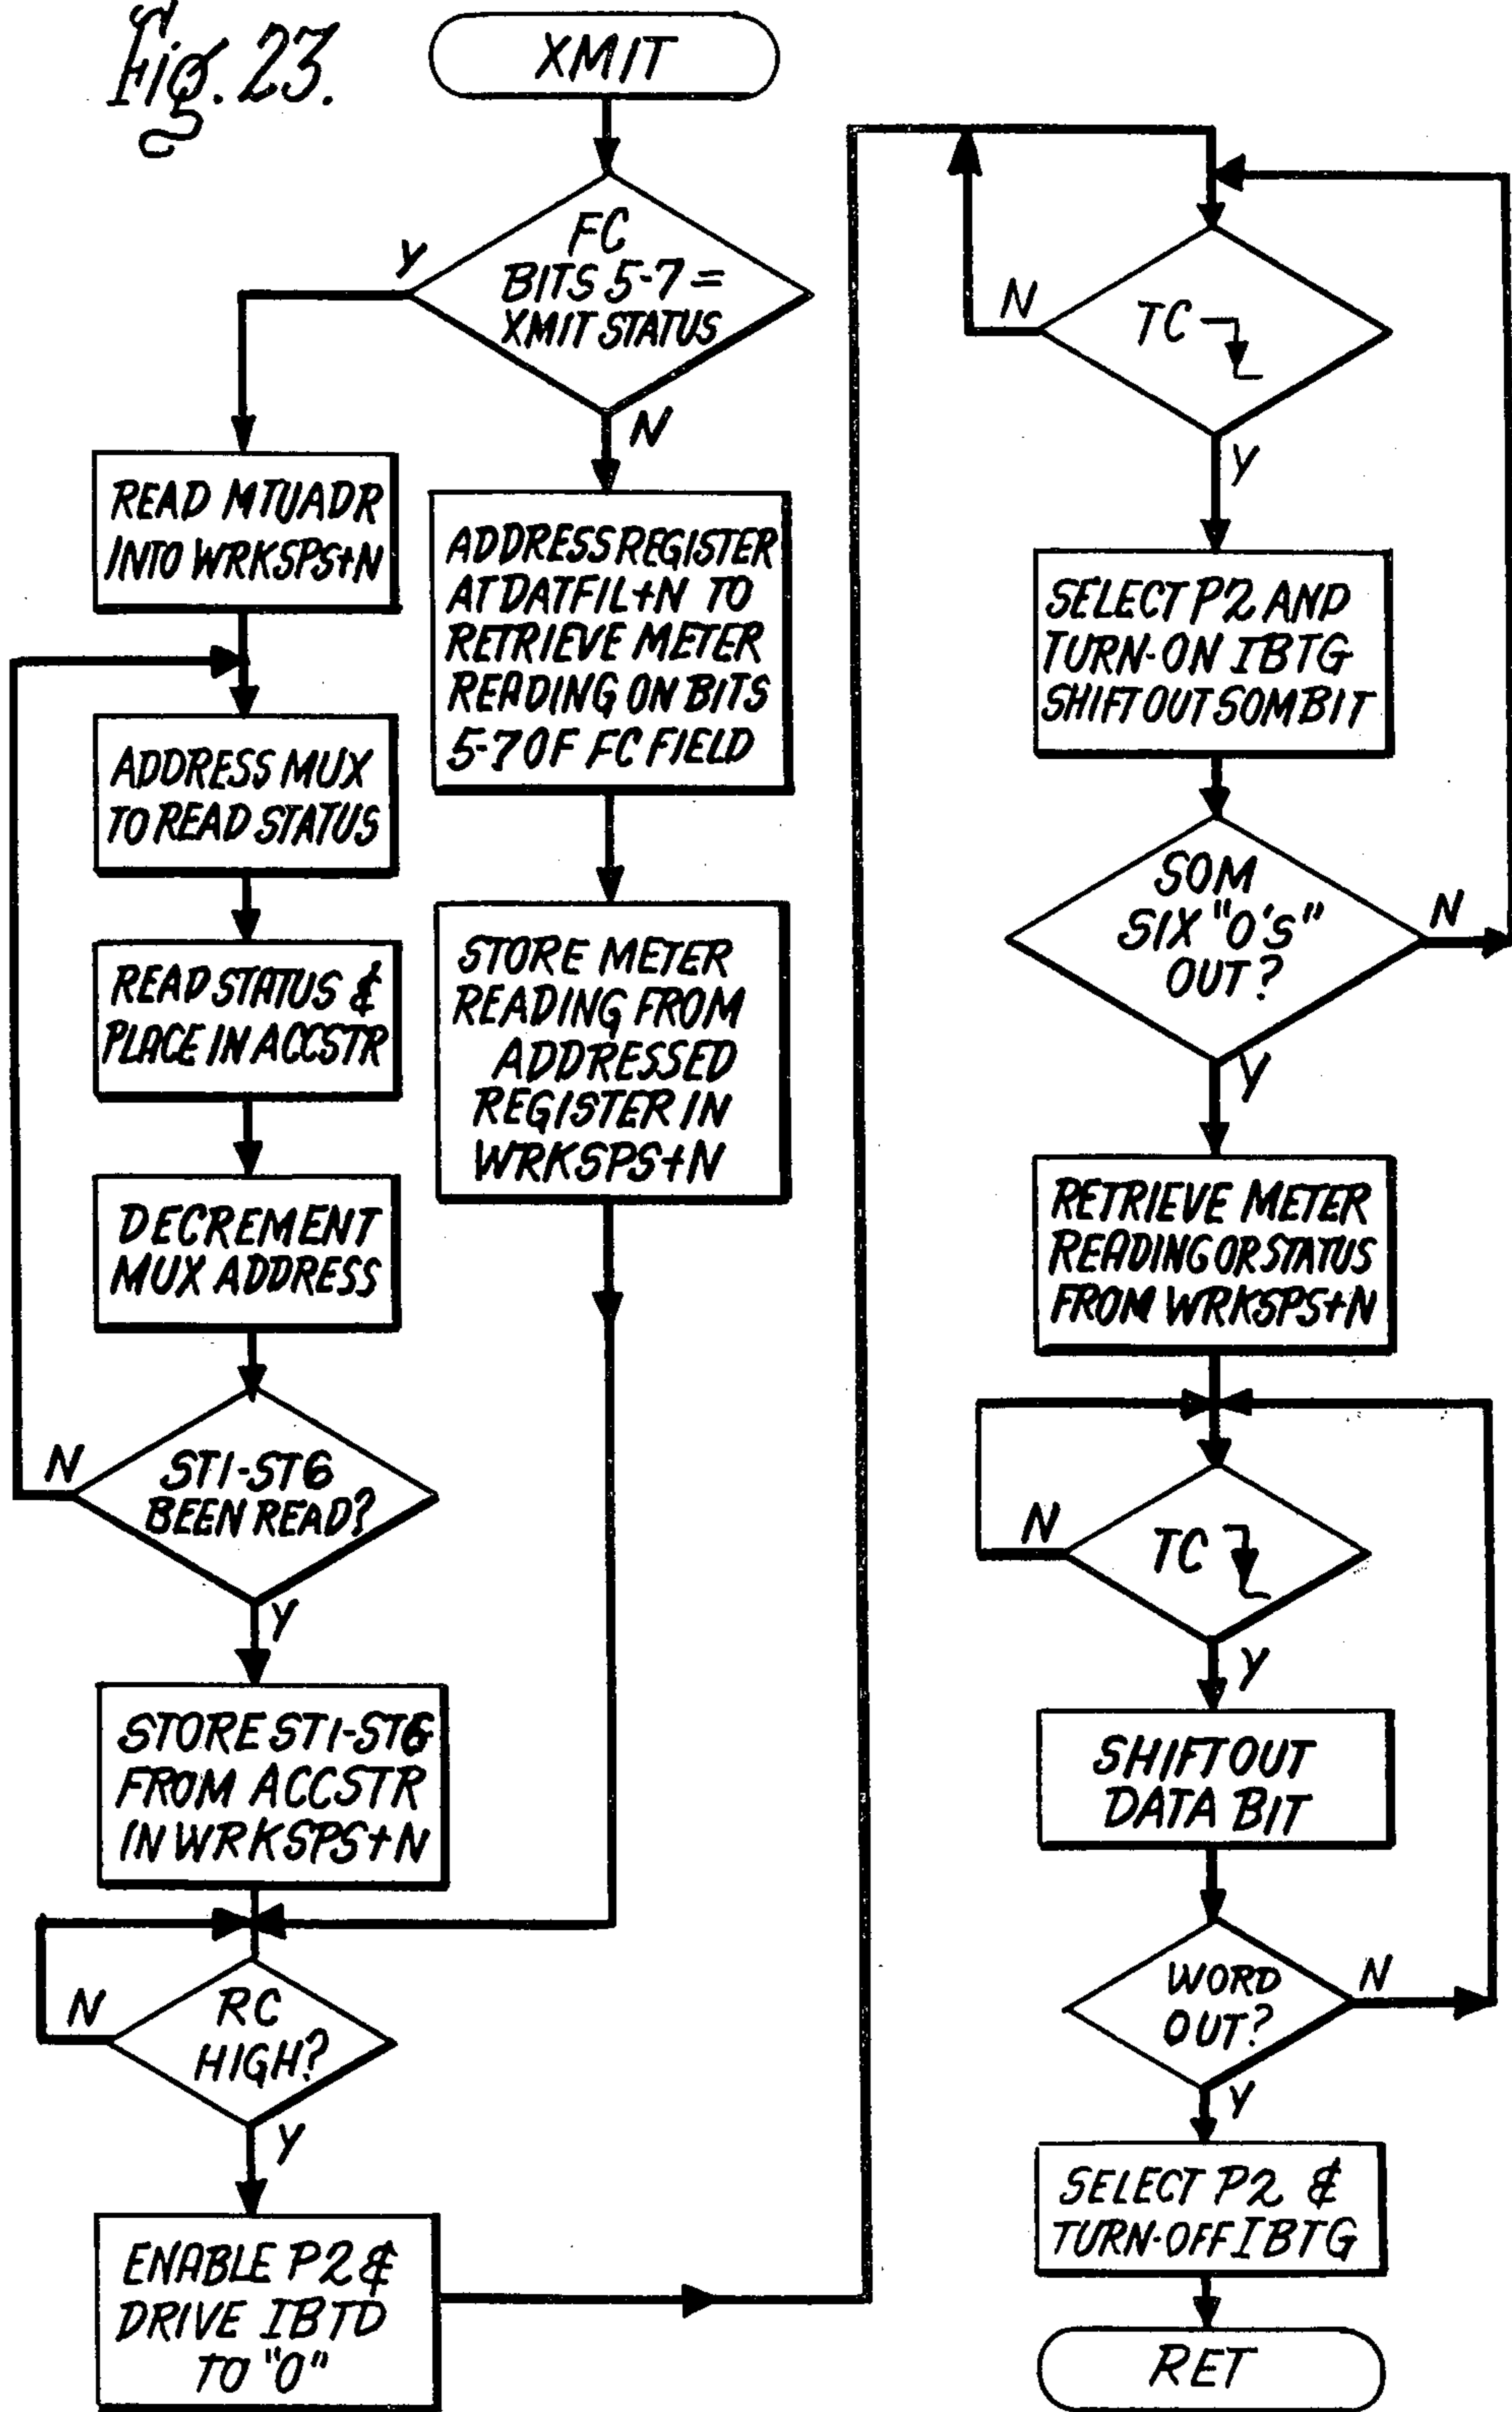 Fig. 23.
XMIT
FC
BITS 5-7 =
XMIT STATUS
Y
N
READ MTUADR
INTO WRKSPS+N
ADDRESS MUX
TO READ STATUS
READ STATUS &
PLACE IN ACCSTR
DECREMENT
MUX ADDRESS
ST1-ST6
BEEN READ?
N
Y
STORE ST1-ST6
FROM ACCSTR
IN WRKSPS+N
RC
HIGH?
N
Y
ENABLE P2 &
DRIVE IBTD
TO "0"
ADDRESS REGISTER
AT DATFIL+N TO
RETRIEVE METER
READING ON BITS
5-7 OF FC FIELD
STORE METER
READING FROM
ADDRESSED
REGISTER IN
WRKSPS+N
TC
N
Y
SELECT P2 AND
TURN-ON IBTG
SHIFT OUT SOM BIT
SOM
SIX "0's"
OUT?
N
Y
RETRIEVE METER
READING OR STATUS
FROM WRKSPS+N
TC
N
Y
SHIFT OUT
DATA BIT
WORD
OUT?
N
Y
SELECT P2 &
TURN-OFF IBTG
RET